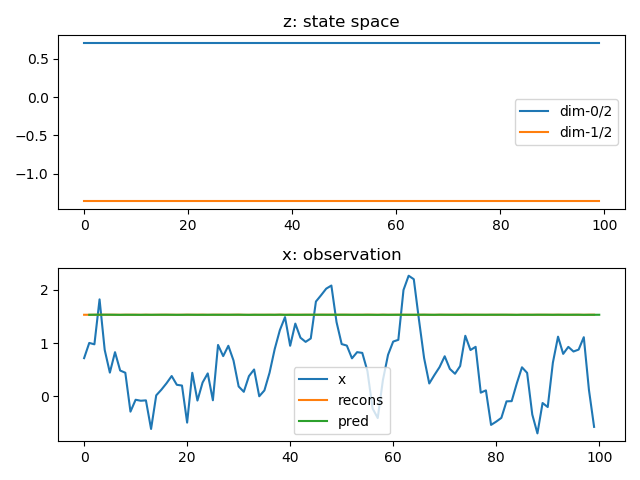 z: state space
0.5
0.0
−0.5
−1.0
dim-0/2
dim-1/2
0 20 40 60 80 100
x: observation
2
1
0
x
recons
pred
0 20 40 60 80 100